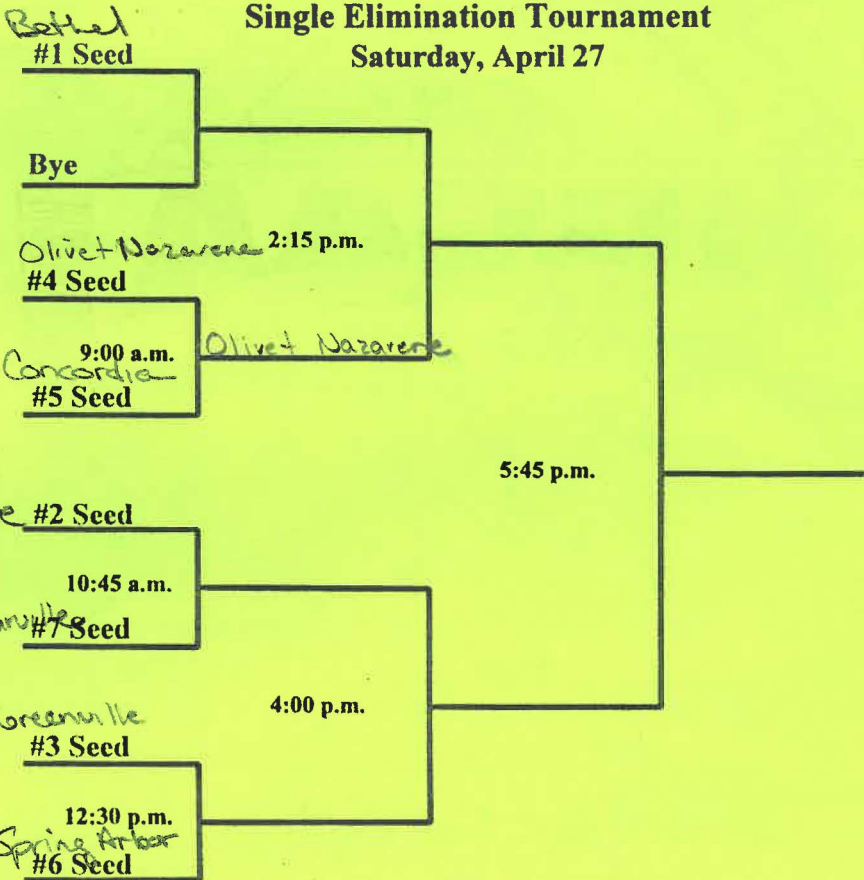 Single Elimination Tournament
Saturday, April 27
Bethel
#1 Seed
Bye
Olivet Nazarene 2:15 p.m.
#4 Seed
9:00 a.m. Olivet Nazarene
Concordia
#5 Seed
5:45 p.m.
#2 Seed
10:45 a.m.
#7 Seed
4:00 p.m.
Greenville
#3 Seed
12:30 p.m.
Spring Arbor
#6 Seed